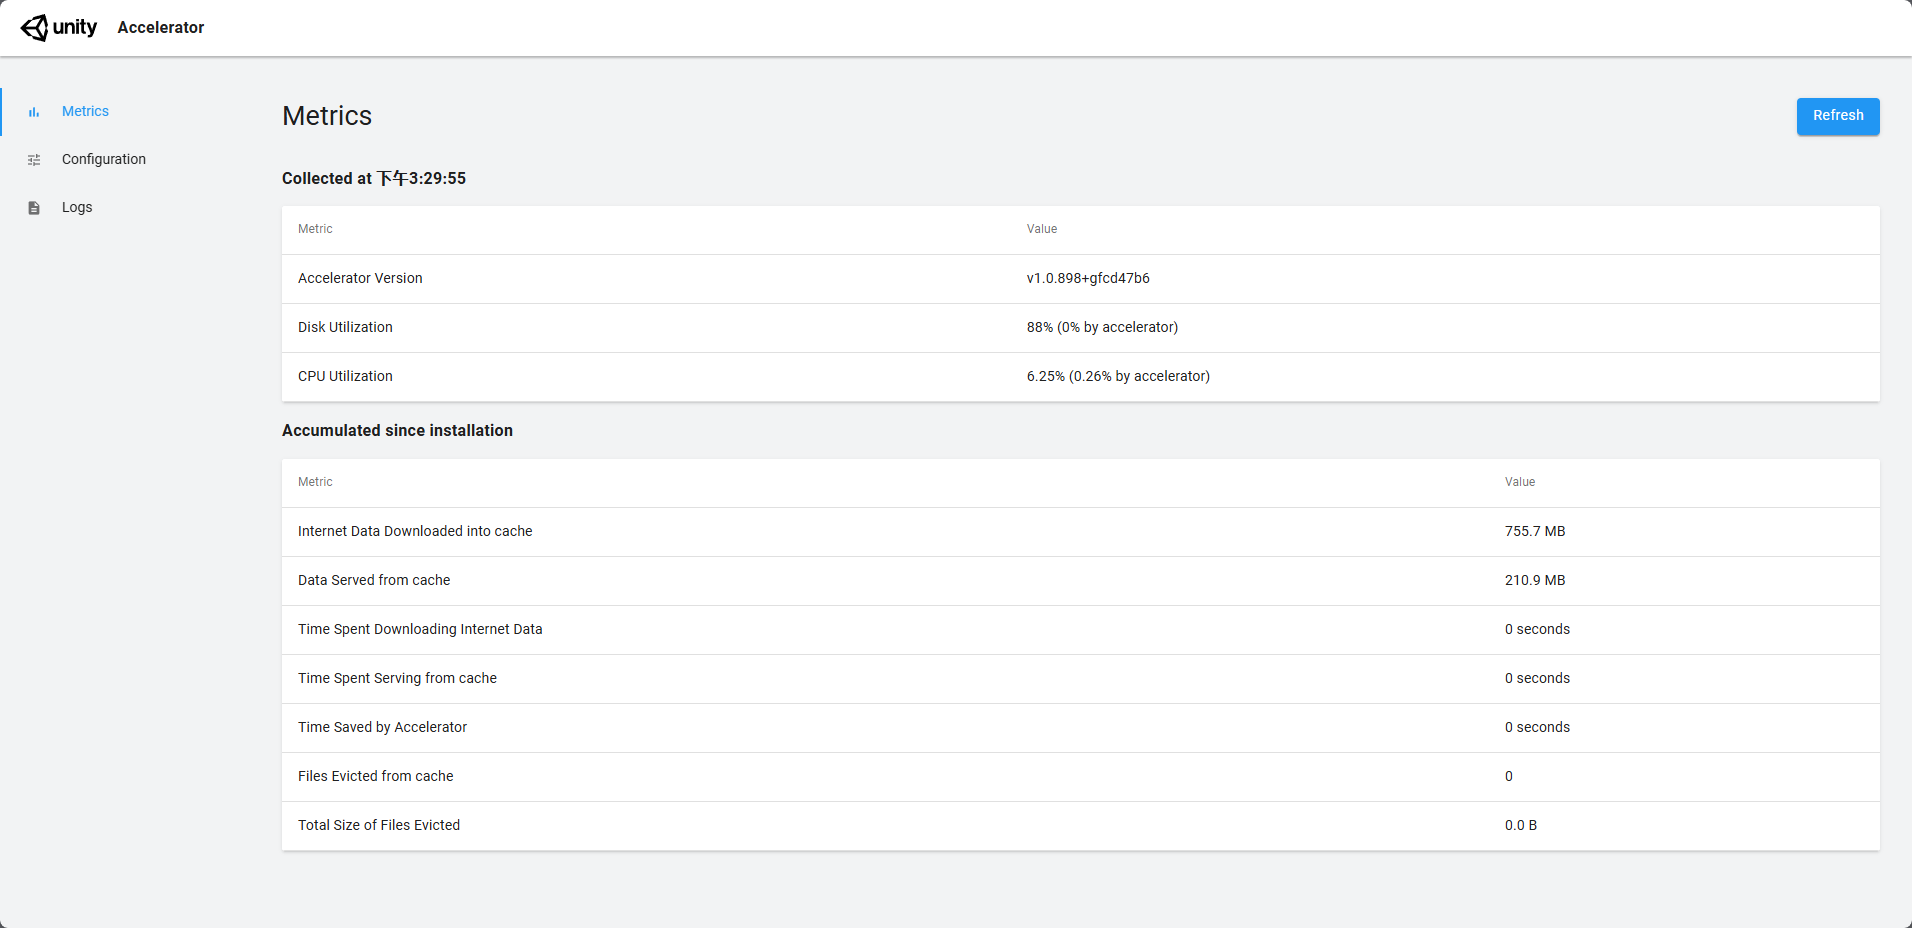 unity Accelerator
Metrics
Configuration
Logs
Metrics
Refresh
Collected at 下午3:29:55
Metric Value
Accelerator Version v1.0.898+gfcd47b6
Disk Utilization 88% (0% by accelerator)
CPU Utilization 6.25% (0.26% by accelerator)
Accumulated since installation
Metric Value
Internet Data Downloaded into cache 755.7 MB
Data Served from cache 210.9 MB
Time Spent Downloading Internet Data 0 seconds
Time Spent Serving from cache 0 seconds
Time Saved by Accelerator 0 seconds
Files Evicted from cache 0
Total Size of Files Evicted 0.0 B